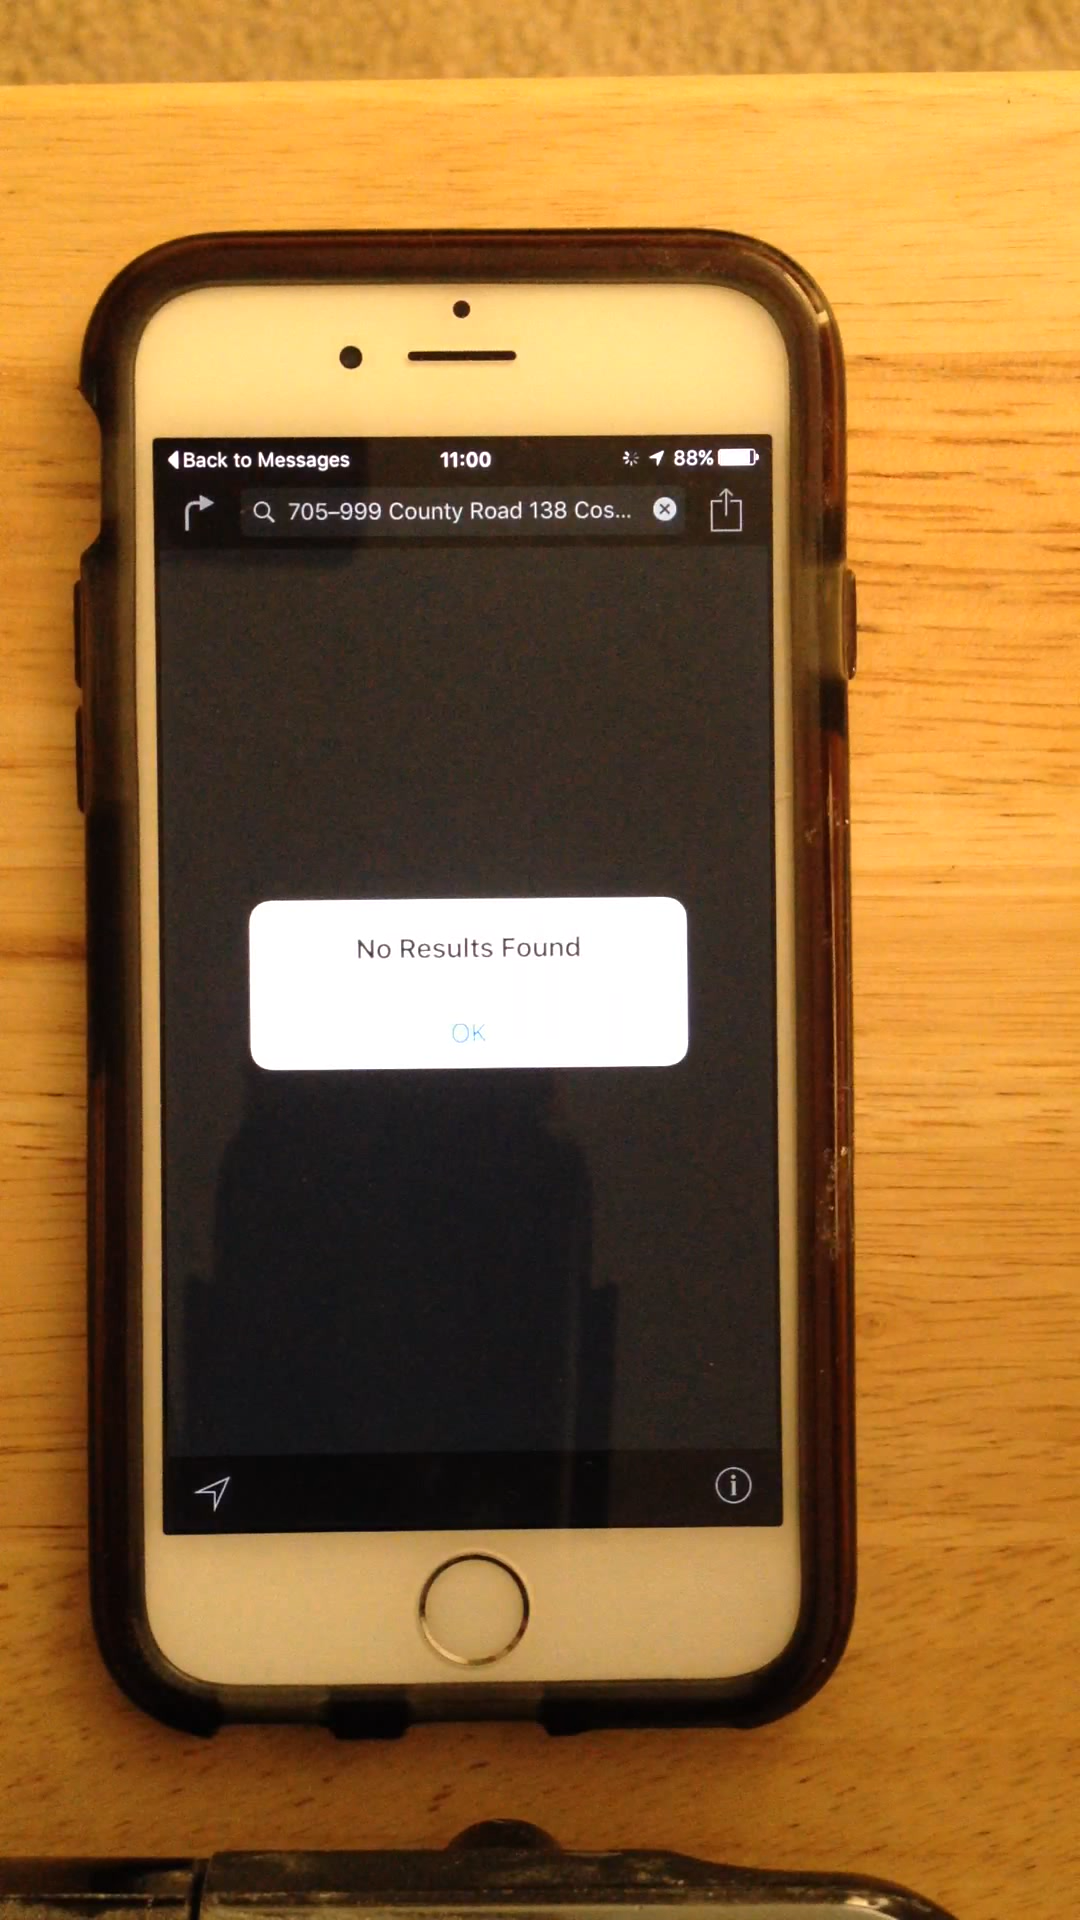 Back to Messages 11:00 88%
705–999 County Road 138 Cos...
No Results Found
OK